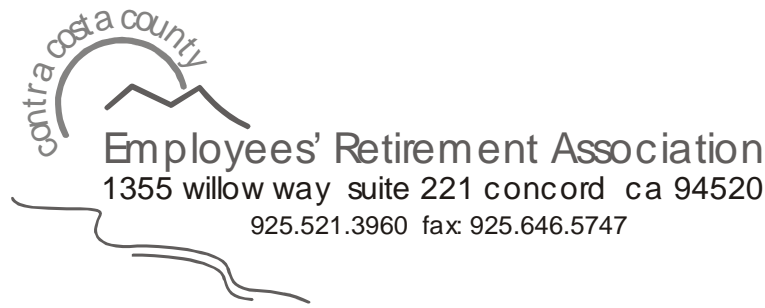 contra costa county
Employees’ Retirement Association
1355 willow way suite 221 concord ca 94520
925.521.3960 fax: 925.646.5747